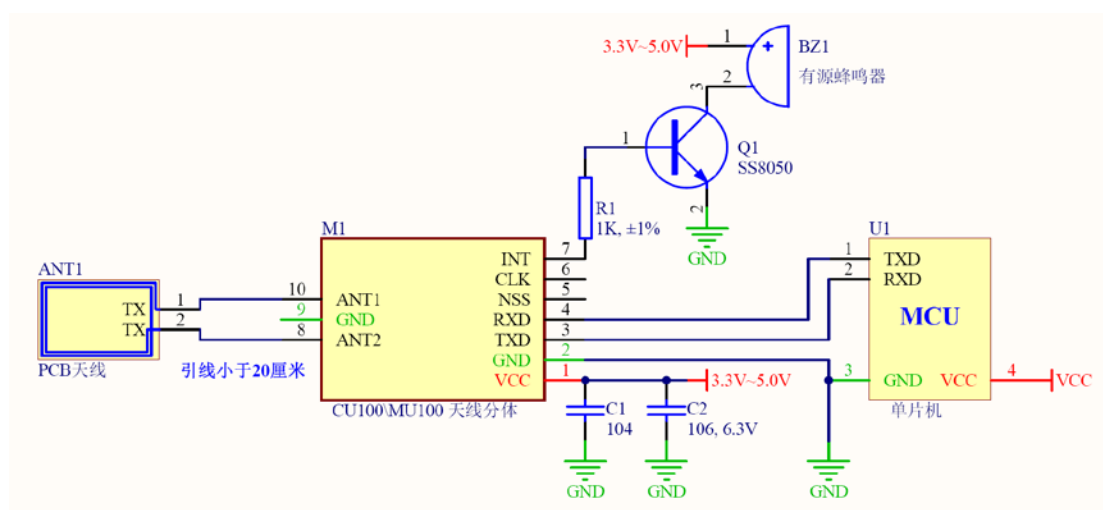 3.3V~5.0V
1
BZ1
2
有源蜂鸣器
3
1
Q1
SS8050
2
GND
R1
1K, ±1%
M1
INT
7
CLK
6
NSS
5
RXD
4
TXD
3
GND
2
VCC
1
10
ANT1
9
GND
8
ANT2
CU100\MU100 天线分体
ANT1
TX
1
TX
2
PCB天线
引线小于20厘米
3.3V~5.0V
C1
104
C2
106, 6.3V
GND
GND
GND
U1
1
TXD
2
RXD
MCU
3
GND
VCC
4
VCC
单片机